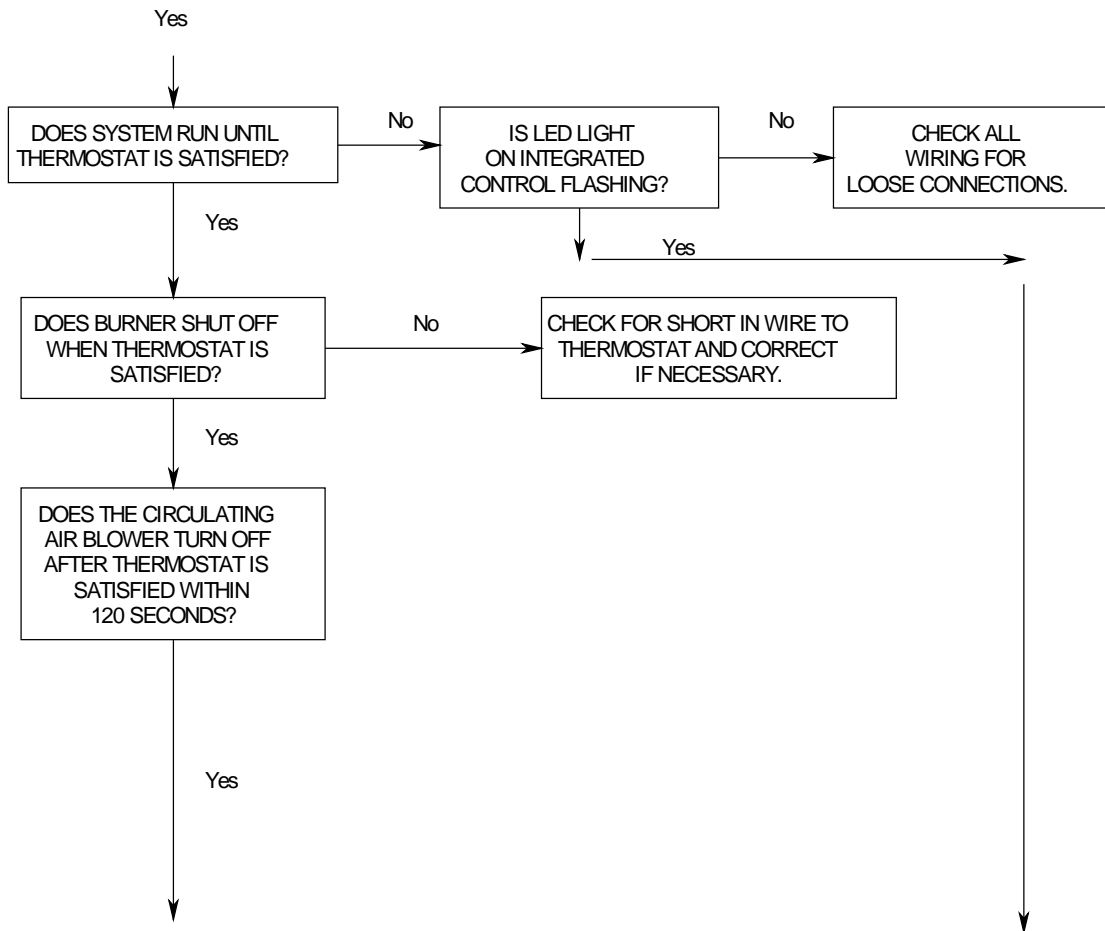 Yes
DOES SYSTEM RUN UNTIL
THERMOSTAT IS SATISFIED?
No
IS LED LIGHT
ON INTEGRATED
CONTROL FLASHING?
No
CHECK ALL
WIRING FOR
LOOSE CONNECTIONS.
Yes
Yes
DOES BURNER SHUT OFF
WHEN THERMOSTAT IS
SATISFIED?
No
CHECK FOR SHORT IN WIRE TO
THERMOSTAT AND CORRECT
IF NECESSARY.
Yes
DOES THE CIRCULATING
AIR BLOWER TURN OFF
AFTER THERMOSTAT IS
SATISFIED WITHIN
120 SECONDS?
Yes